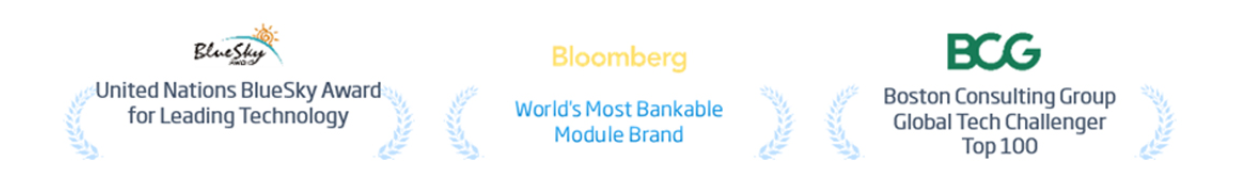 BlueSky
AWARDS
United Nations BlueSky Award
for Leading Technology
Bloomberg
World's Most Bankable
Module Brand
BCG
Boston Consulting Group
Global Tech Challenger
Top 100